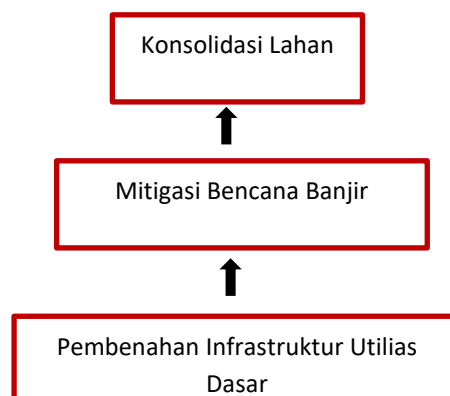 Konsolidasi Lahan
Mitigasi Bencana Banjir
Pembenahan Infrastruktur Utilias
Dasar